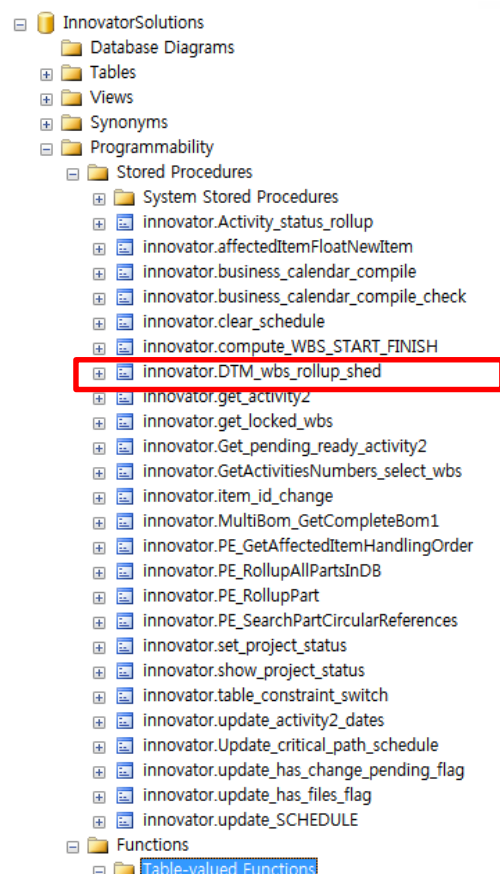 InnovatorSolutions
Database Diagrams
Tables
Views
Synonyms
Programmability
Stored Procedures
System Stored Procedures
innovator.Activity_status_rollup
innovator.affectedItemFloatNewItem
innovator.business_calendar_compile
innovator.business_calendar_compile_check
innovator.clear_schedule
innovator.compute_WBS_START_FINISH
innovator.DTM_wbs_rollup_shed
innovator.get_activity2
innovator.get_locked_wbs
innovator.Get_pending_ready_activity2
innovator.GetActivitiesNumbers_select_wbs
innovator.item_id_change
innovator.MultiBom_GetCompleteBom1
innovator.PE_GetAffectedItemHandlingOrder
innovator.PE_RollupAllPartsInDB
innovator.PE_RollupPart
innovator.PE_SearchPartCircularReferences
innovator.set_project_status
innovator.show_project_status
innovator.table_constraint_switch
innovator.update_activity2_dates
innovator.Update_critical_path_schedule
innovator.update_has_change_pending_flag
innovator.update_has_files_flag
innovator.update_SCHEDULE
Functions
Table-valued Functions